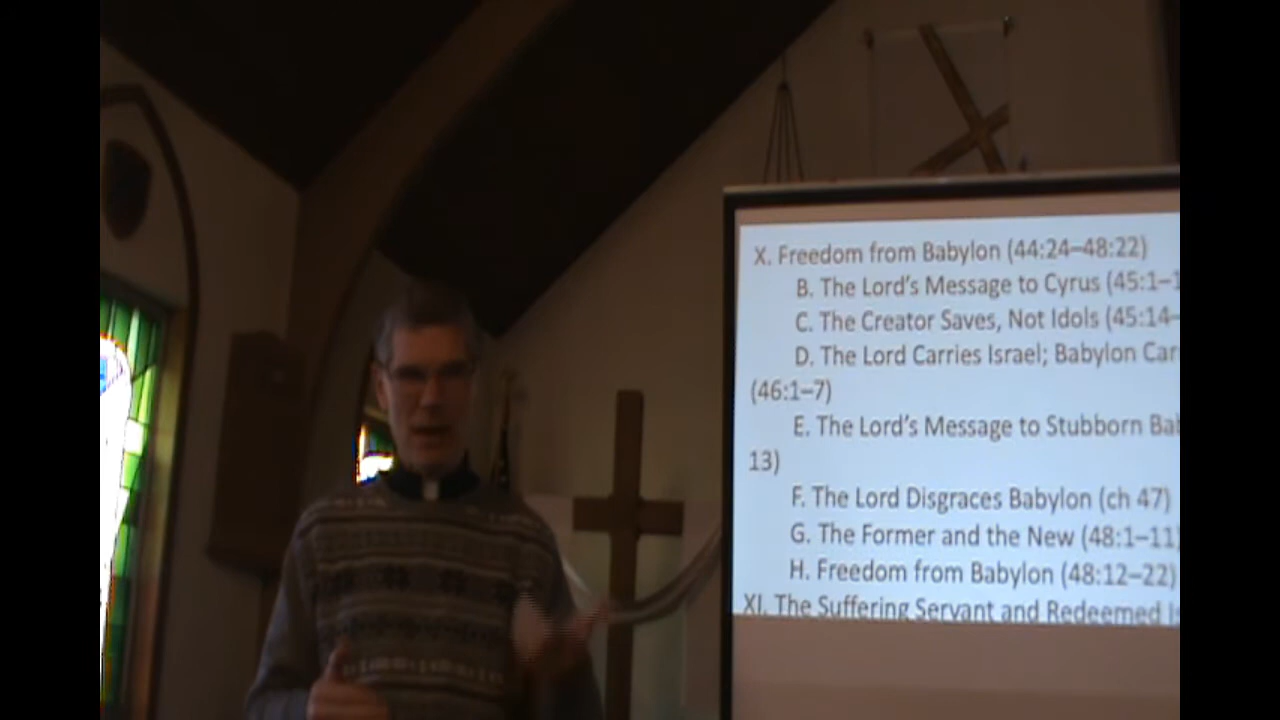 X. Freedom from Babylon (44:24–48:22)
B. The Lord's Message to Cyrus (45:1–
C. The Creator Saves, Not Idols (45:14–
D. The Lord Carries Israel; Babylon Car
(46:1–7)
E. The Lord's Message to Stubborn Bab
13)
F. The Lord Disgraces Babylon (ch 47)
G. The Former and the New (48:1–11)
H. Freedom from Babylon (48:12–22)
XI. The Suffering Servant and Redeemed